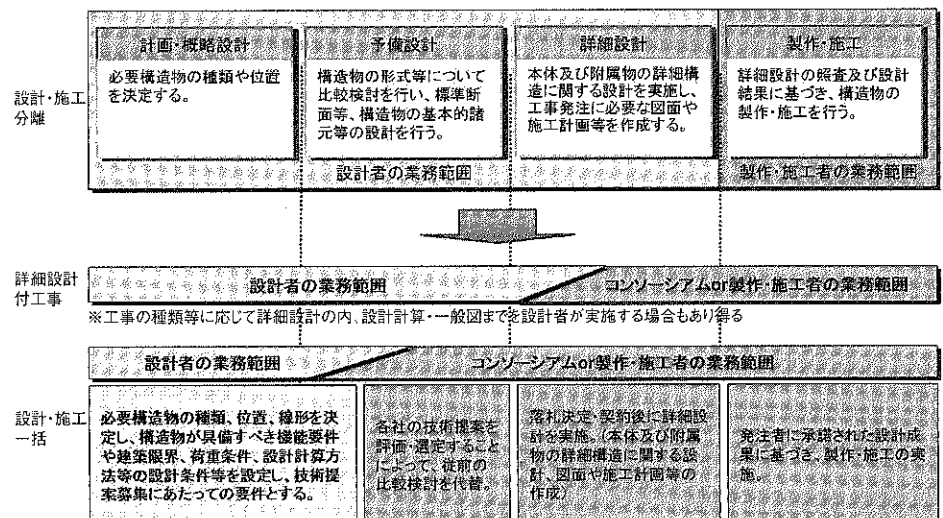 計画・概略設計
必要構造物の種類や位置
を決定する。
予備設計
構造物の形式等について
比較検討を行い、標準断
面等、構造物の基本的諸
元等の設計を行う。
詳細設計
本体及び附属物の詳細構
造に関する設計を実施し、
工事発注に必要な図面や
施工計画等を作成する。
製作・施工
詳細設計の照査及び設計
結果に基づき、構造物の
製作・施工を行う。
設計・施工
分離
設計者の業務範囲
製作・施工者の業務範囲
詳細設計
付工事
設計者の業務範囲
コンソーシアムor製作・施工者の業務範囲
※工事の種類等に応じて詳細設計の内、設計計算・一般図までを設計者が実施する場合もあり得る
設計者の業務範囲
コンソーシアムor製作・施工者の業務範囲
設計・施工
一括
必要構造物の種類、位置、線形を決
定し、構造物が具備すべき機能要件
や建築限界、荷重条件、設計計算方
法等の設計条件等を設定し、技術提
案募集にあたっての要件とする。
各社の技術提案を
評価・選定すること
によって、従前の
比較検討を代替。
落札決定・契約後に詳細設
計を実施。（本体及び附属
物の詳細構造に関する設
計、図面や施工計画等の
作成）
発注者に承諾された設計成
果に基づき、製作・施工の実
施。